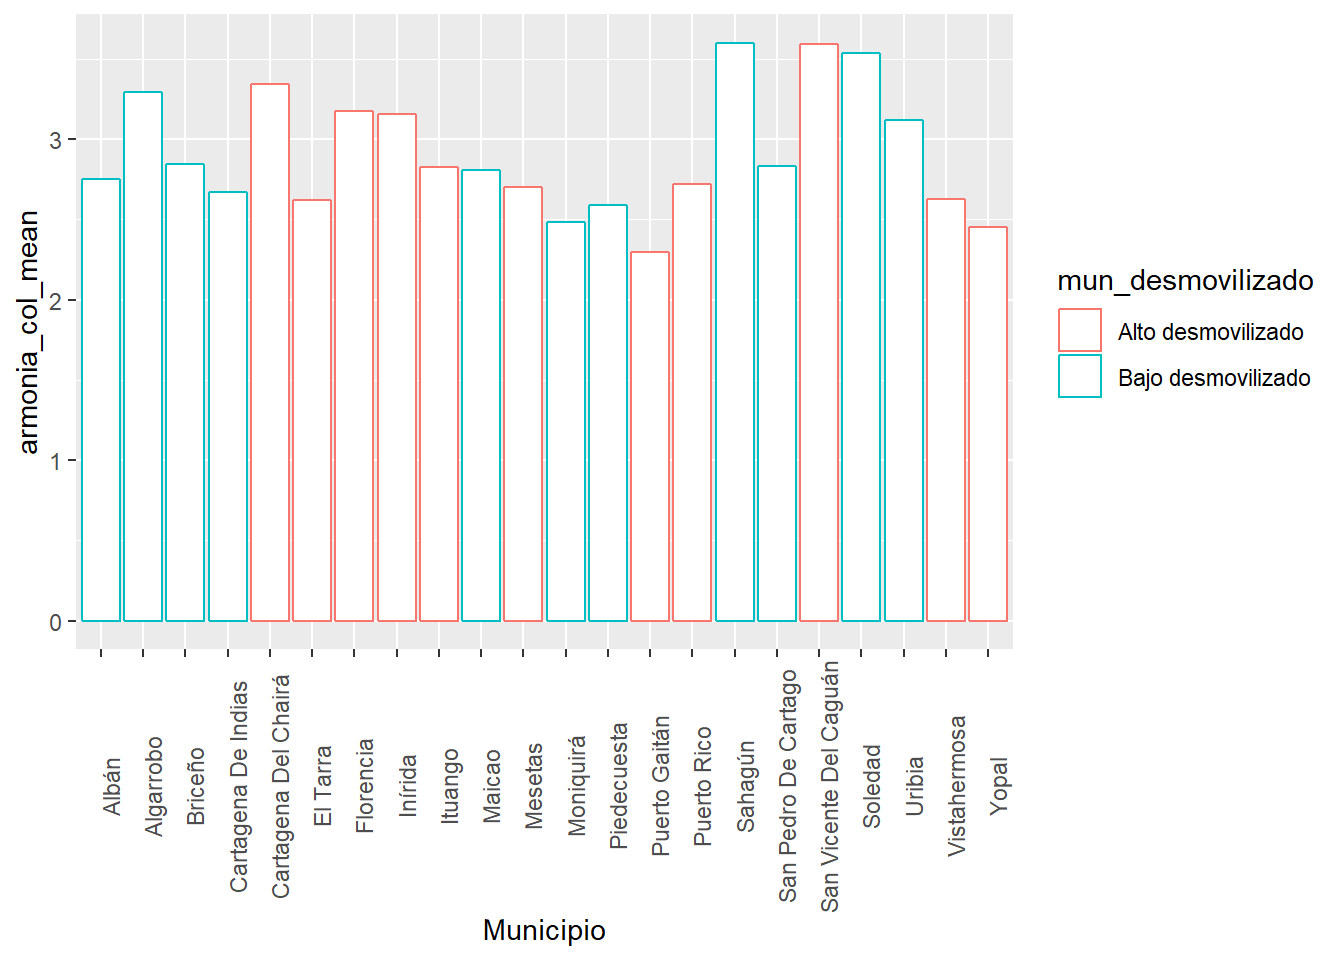 armonia_col_mean
3
2
1
0
Albán
Algarrobo
Briceño
Cartagena De Indias
Cartagena Del Chairá
El Tarra
Florencia
Inírida
Ituango
Maicao
Mesetas
Moniquirá
Piedecuesta
Puerto Gaitán
Puerto Rico
Sahagún
San Pedro De Cartago
San Vicente Del Caguán
Soledad
Uribia
Vistahermosa
Yopal
Municipio
mun_desmovilizado
Alto desmovilizado
Bajo desmovilizado